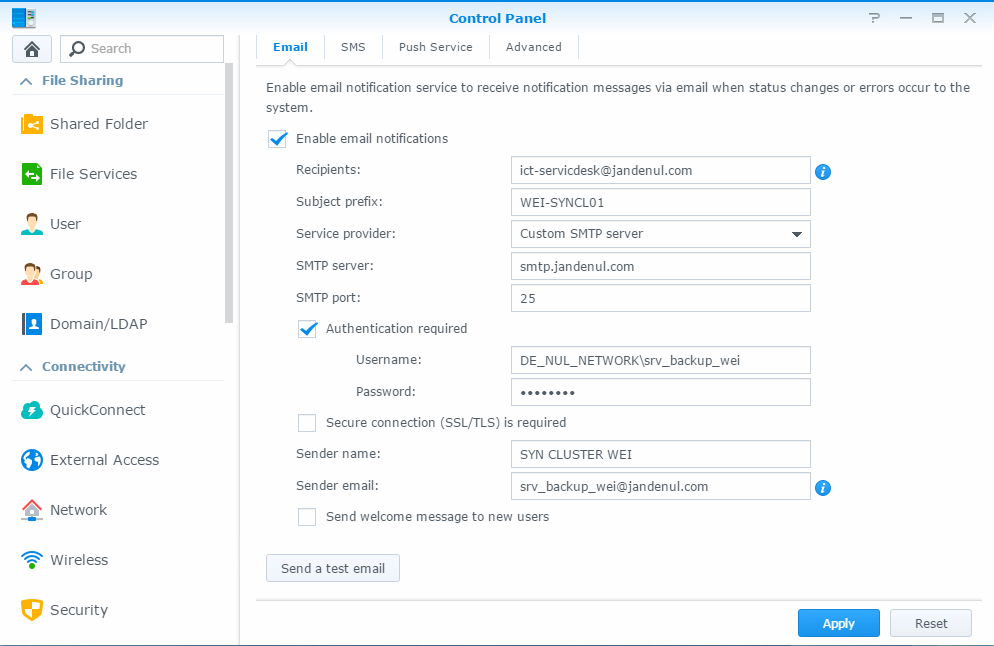 Control Panel
Search
File Sharing
Shared Folder
File Services
User
Group
Domain/LDAP
Connectivity
QuickConnect
External Access
Network
Wireless
Security
Email SMS Push Service Advanced
Enable email notification service to receive notification messages via email when status changes or errors occur to the
system.
Enable email notifications
Recipients: ict-servicdesk@jandenul.com
Subject prefix: WEI-SYNCL01
Service provider: Custom SMTP server
SMTP server: smtp.jandenul.com
SMTP port: 25
Authentication required
Username: DE_NUL_NETWORK\srv_backup_wei
Password: ••••••••
Secure connection (SSL/TLS) is required
Sender name: SYN CLUSTER WEI
Sender email: srv_backup_wei@jandenul.com
Send welcome message to new users
Send a test email
Apply Reset